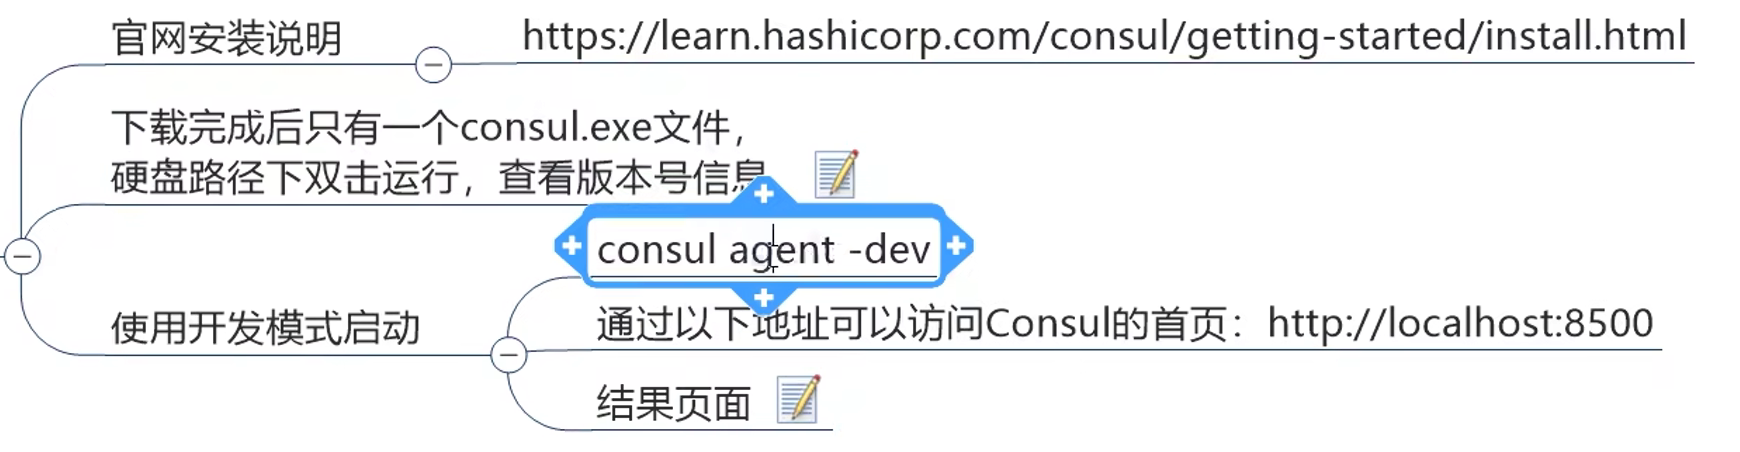 官网安装说明
https://learn.hashicorp.com/consul/getting-started/install.html
下载完成后只有一个consul.exe文件，
硬盘路径下双击运行，查看版本号信息
使用开发模式启动
consul agent -dev
通过以下地址可以访问Consul的首页：http://localhost:8500
结果页面